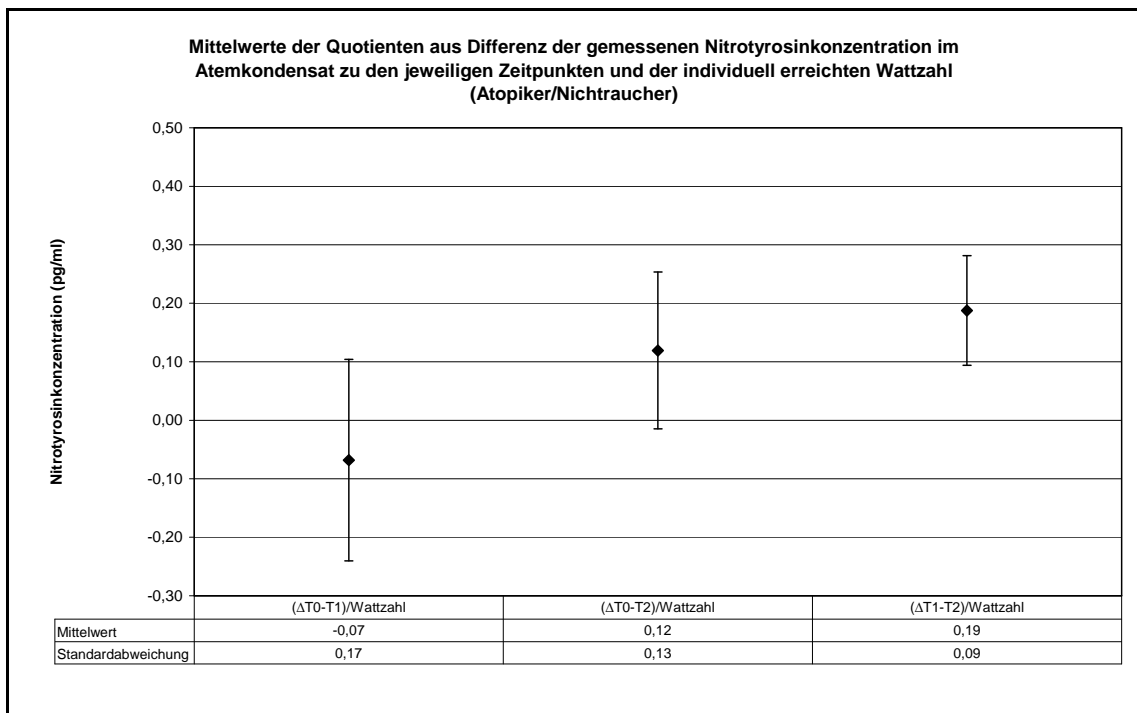 Mittelwerte der Quotienten aus Differenz der gemessenen Nitrotyrosinkonzentration im
Atemkondensat zu den jeweiligen Zeitpunkten und der individuell erreichten Wattzahl
(Atopiker/Nichtraucher)
Nitrotyrosinkonzentration (pg/ml)
0,50
0,40
0,30
0,20
0,10
0,00
-0,10
-0,20
-0,30
(ΔT0-T1)/Wattzahl (ΔT0-T2)/Wattzahl (ΔT1-T2)/Wattzahl
Mittelwert -0,07 0,12 0,19
Standardabweichung 0,17 0,13 0,09